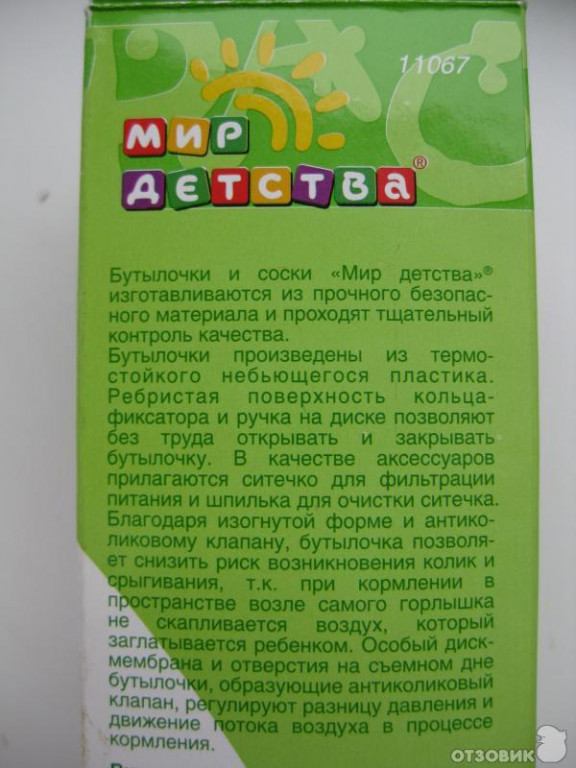 11067
МИР
ДЕТСТВА®
Бутылочки и соски «Мир детства»®
изготавливаются из прочного безопас-
ного материала и проходят тщательный
контроль качества.
Бутылочки произведены из термо-
стойкого небьющегося пластика.
Ребристая поверхность кольца-
фиксатора и ручка на диске позволяют
без труда открывать и закрывать
бутылочку. В качестве аксессуаров
прилагаются ситечко для фильтрации
питания и шпилька для очистки ситечка.
Благодаря изогнутой форме и антико-
ликовому клапану, бутылочка позволя-
ет снизить риск возникновения колик и
срыгивания, т.к. при кормлении в
пространстве возле самого горлышка
не скапливается воздух, который
заглатывается ребенком. Особый диск-
мембрана и отверстия на съемном дне
бутылочки, образующие антиколиковый
клапан, регулируют разницу давления и
движение потока воздуха в процессе
кормления.
ОТЗОВИК